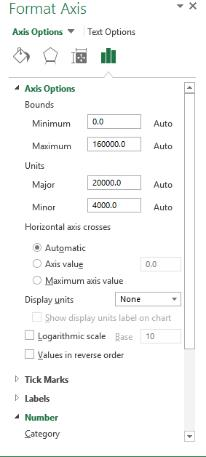 Format Axis
Axis Options Text Options
Axis Options
Bounds
Minimum 0.0 Auto
Maximum 160000.0 Auto
Units
Major 20000.0 Auto
Minor 4000.0 Auto
Horizontal axis crosses
Automatic
Axis value 0.0
Maximum axis value
Display units None
Show display units label on chart
Logarithmic scale Base 10
Values in reverse order
Tick Marks
Labels
Number
Category